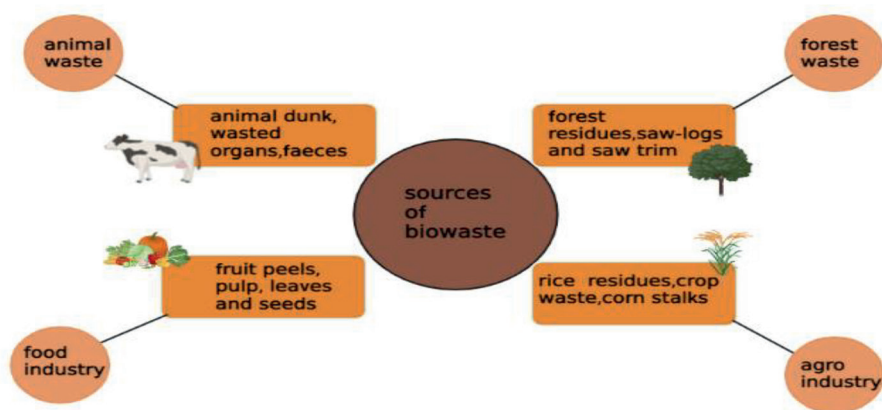 animal
waste
animal dunk,
wasted
organs,faeces
forest
waste
forest
residues,saw-logs
and saw trim
sources
of
biowaste
fruit peels,
pulp, leaves
and seeds
food
industry
rice residues,crop
waste,corn stalks
agro
industry